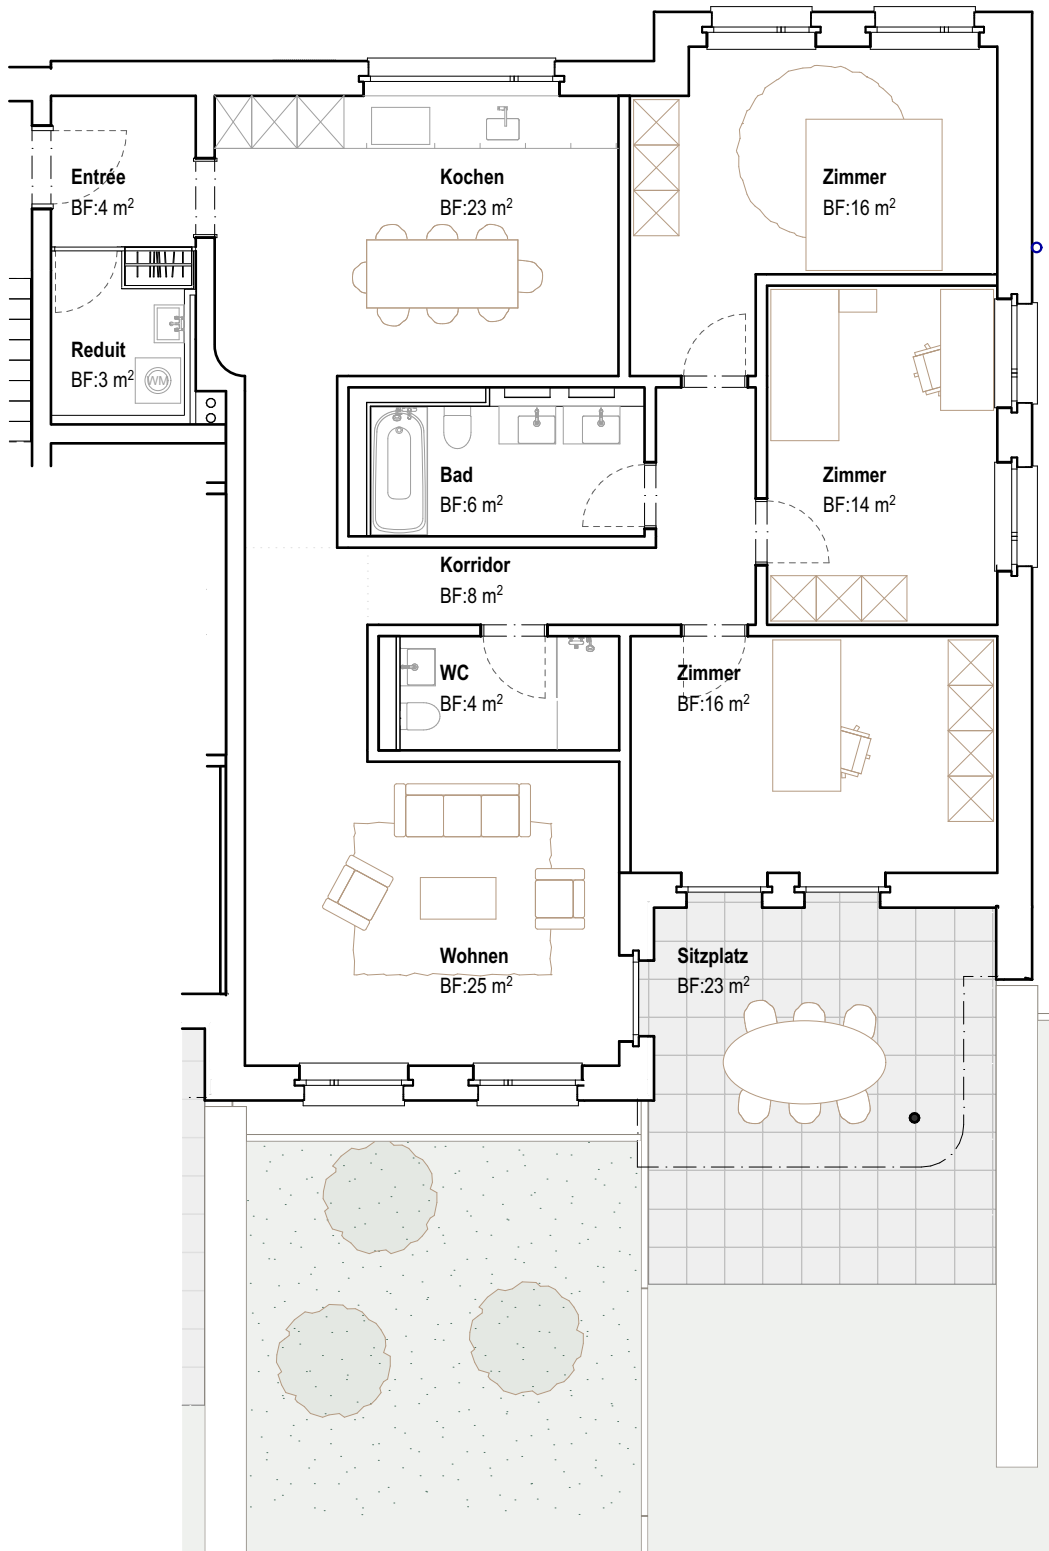 Entrée
BF:4 m²
Kochen
BF:23 m²
Zimmer
BF:16 m²
Reduit
BF:3 m²
WM
Bad
BF:6 m²
Zimmer
BF:14 m²
Korridor
BF:8 m²
WC
BF:4 m²
Zimmer
BF:16 m²
Wohnen
BF:25 m²
Sitzplatz
BF:23 m²